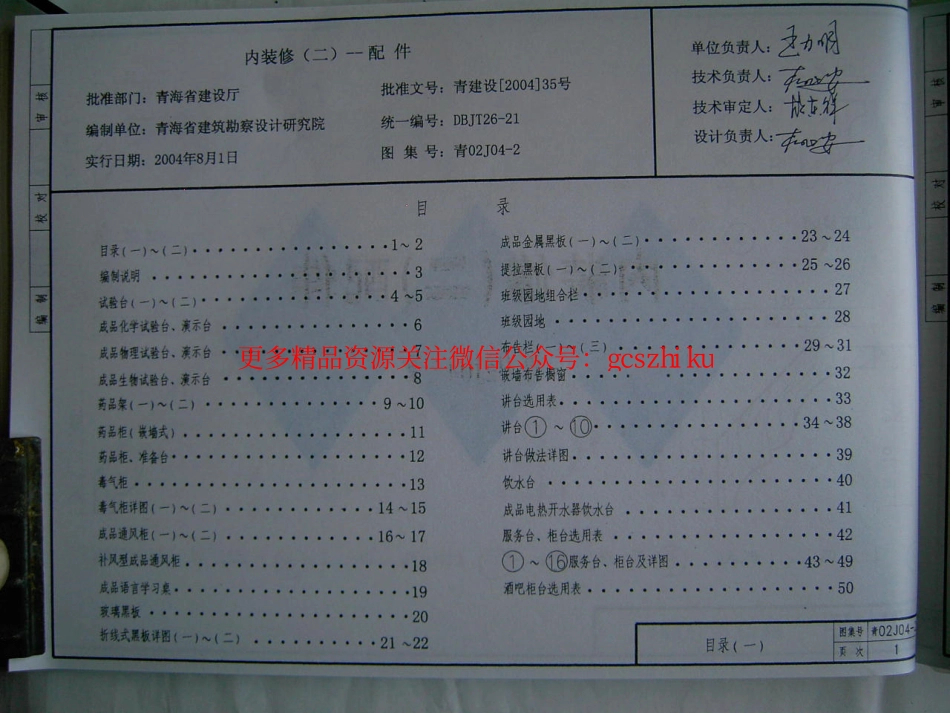 内装修（二）--配 件
批准部门：青海省建设厅
批准文号：青建设[2004]35号
编制单位：青海省建筑勘察设计研究院
统一编号：DBJT26-21
实行日期：2004年8月1日
图 集 号：青02J04-2
单位负责人：
技术负责人：
技术审定人：
设计负责人：
审核
校对
编制
目 录
目录(一)～(二)·····1～2
编制说明·····3
试验台(一)～(二)·····4～5
成品化学试验台、演示台·····6
成品物理试验台、演示台·····7
成品生物试验台、演示台·····8
药品架(一)～(二)·····9～10
药品柜(嵌墙式)·····11
药品柜、准备台·····12
毒气柜·····13
毒气柜详图(一)～(二)·····14～15
成品通风柜(一)～(二)·····16～17
补风型成品通风柜·····18
成品语言学习桌·····19
玻璃黑板·····20
折线式黑板详图(一)～(二)·····21～22
成品金属黑板(一)～(二)·····23～24
提拉黑板(一)～(二)·····25～26
班级园地组合栏·····27
班级园地·····28
布告栏(一)～(三)·····29～31
嵌墙布告橱窗·····32
讲台选用表·····33
讲台①～⑩·····34～38
讲台做法详图·····39
饮水台·····40
成品电热开水器饮水台·····41
服务台、柜台选用表·····42
①～⑯服务台、柜台及详图·····43～49
酒吧柜台选用表·····50
更多精品资源关注微信公众号：gcszhiku
目录(一)
图集号 青02J04-
页 次 1